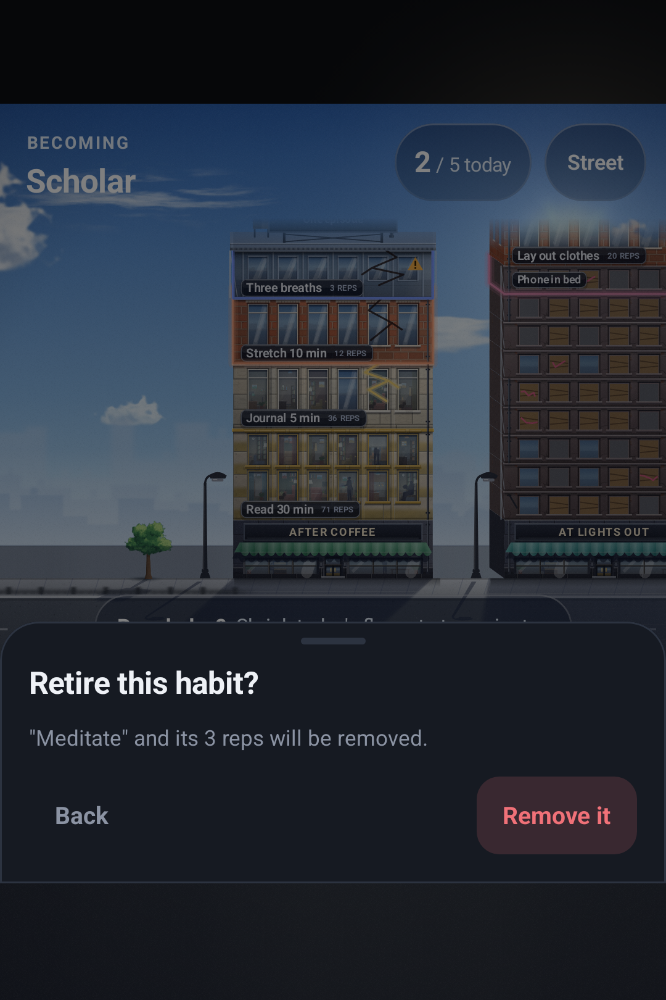 BECOMING
Scholar
2 / 5 today
Street
Three breaths 3 REPS
Stretch 10 min 12 REPS
Journal 5 min 36 REPS
Read 30 min 71 REPS
AFTER COFFEE
Lay out clothes 20 REPS
Phone in bed
AT LIGHTS OUT
Retire this habit?
"Meditate" and its 3 reps will be removed.
Back
Remove it